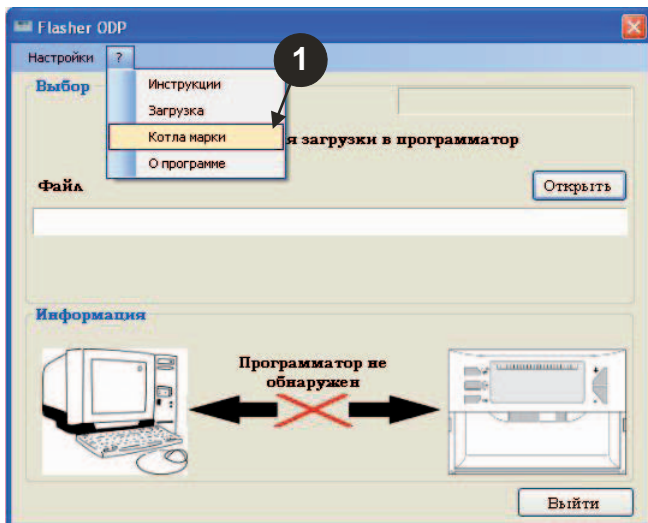 Flasher ODP
Настройки ?
1
Выбор
Инструкции
Загрузка
Котла марки
О программе
я загрузки в программатор
Файл
Открыть
Информация
Программатор не
обнаружен
Выйти